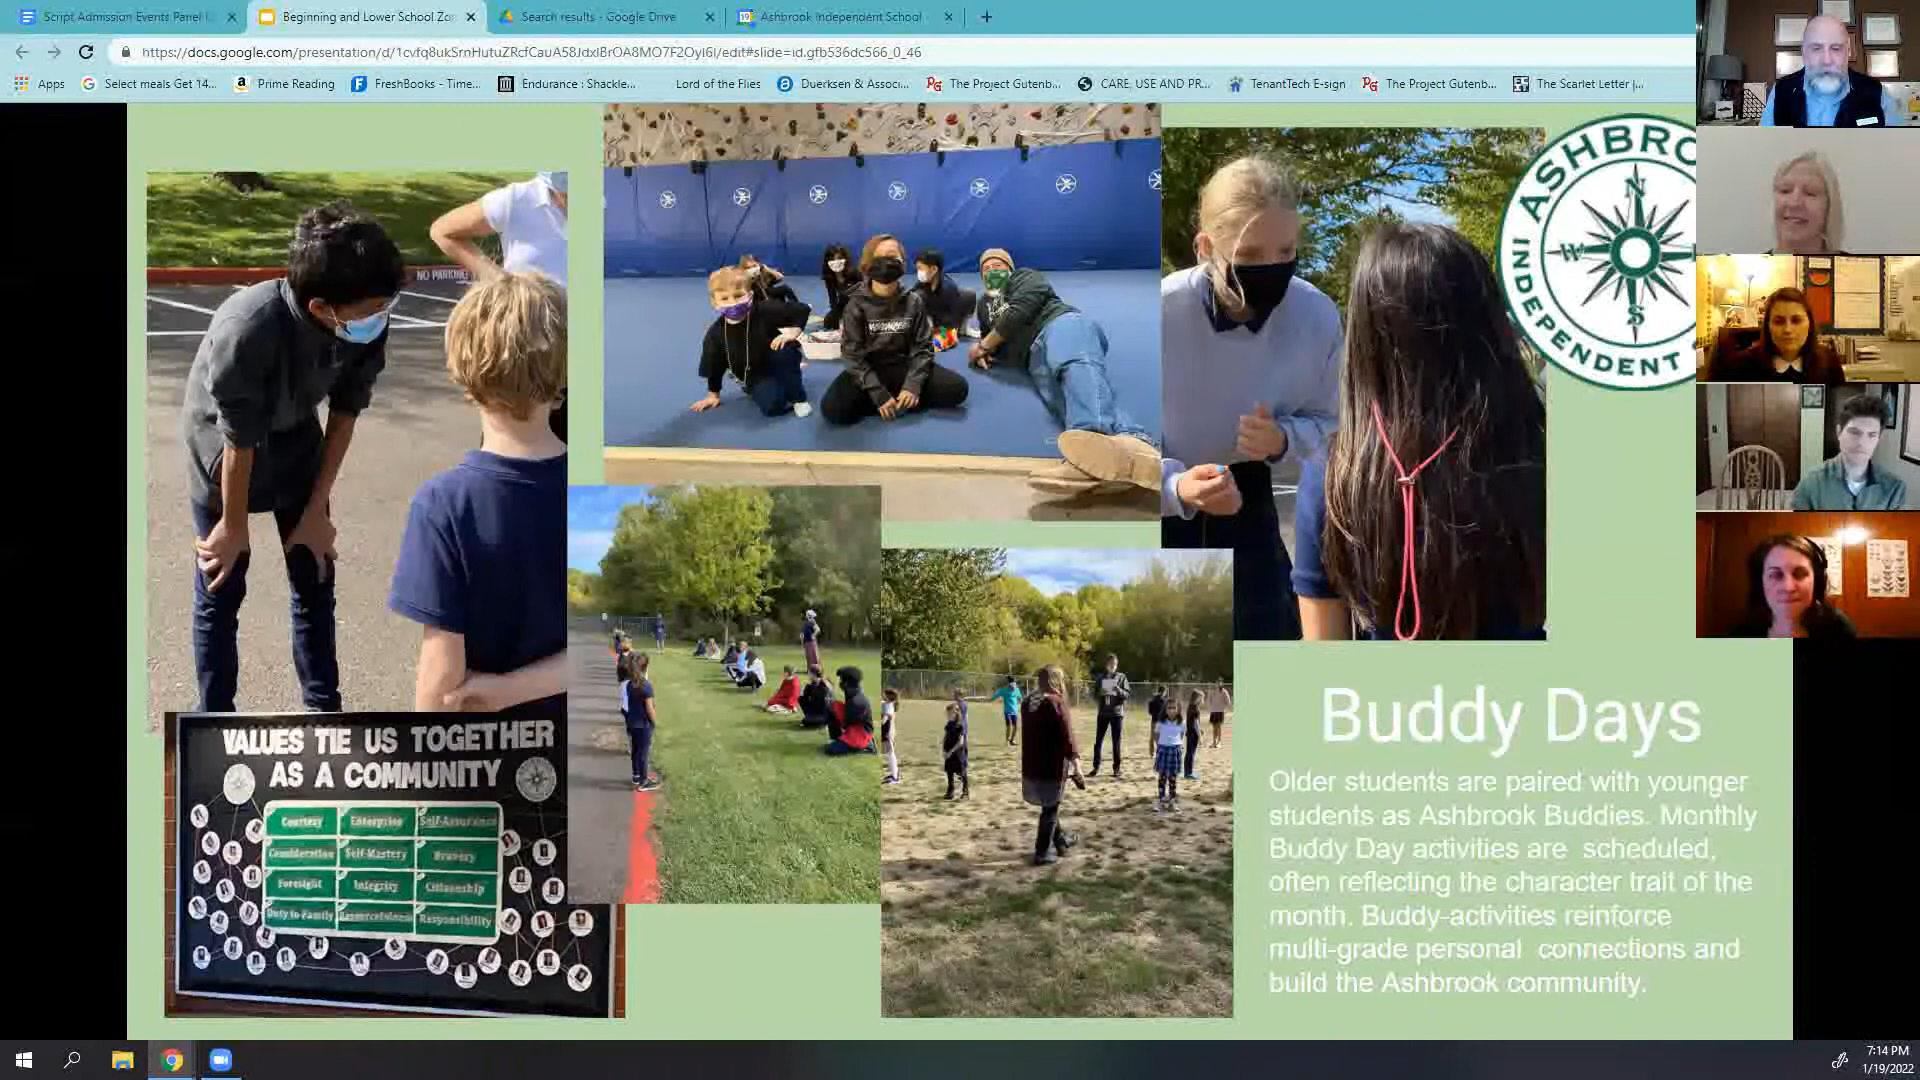 Script Admission Events Panel
Beginning and Lower School Zo
Search results - Google Drive
Ashbrook Independent School
https://docs.google.com/presentation/d/1cvfq8ukSrnHutuZRcfCauA58JdxIBrOA8MO7F2Oyi6I/edit#slide=id.gfb536dc566_0_46
Apps
Select meals Get 14...
Prime Reading
FreshBooks - Time...
Endurance : Shackle...
Lord of the Flies
Duerksen & Associ...
The Project Gutenb...
CARE, USE AND PR...
TenantTech E-sign
The Project Gutenb...
The Scarlet Letter |...
ASHBRO
INDEPENDENT
N
W
S
NO PARKING
Buddy Days
Older students are paired with younger
students as Ashbrook Buddies. Monthly
Buddy Day activities are scheduled,
often reflecting the character trait of the
month. Buddy-activities reinforce
multi-grade personal connections and
build the Ashbrook community.
VALUES TIE US TOGETHER
AS A COMMUNITY
Courtesy Enterprise Self-Assurance
Consideration Self-Mastery Bravery
Foresight Integrity Citizenship
Duty to Family Resourcefulness Responsibility
7:14 PM
1/19/2022